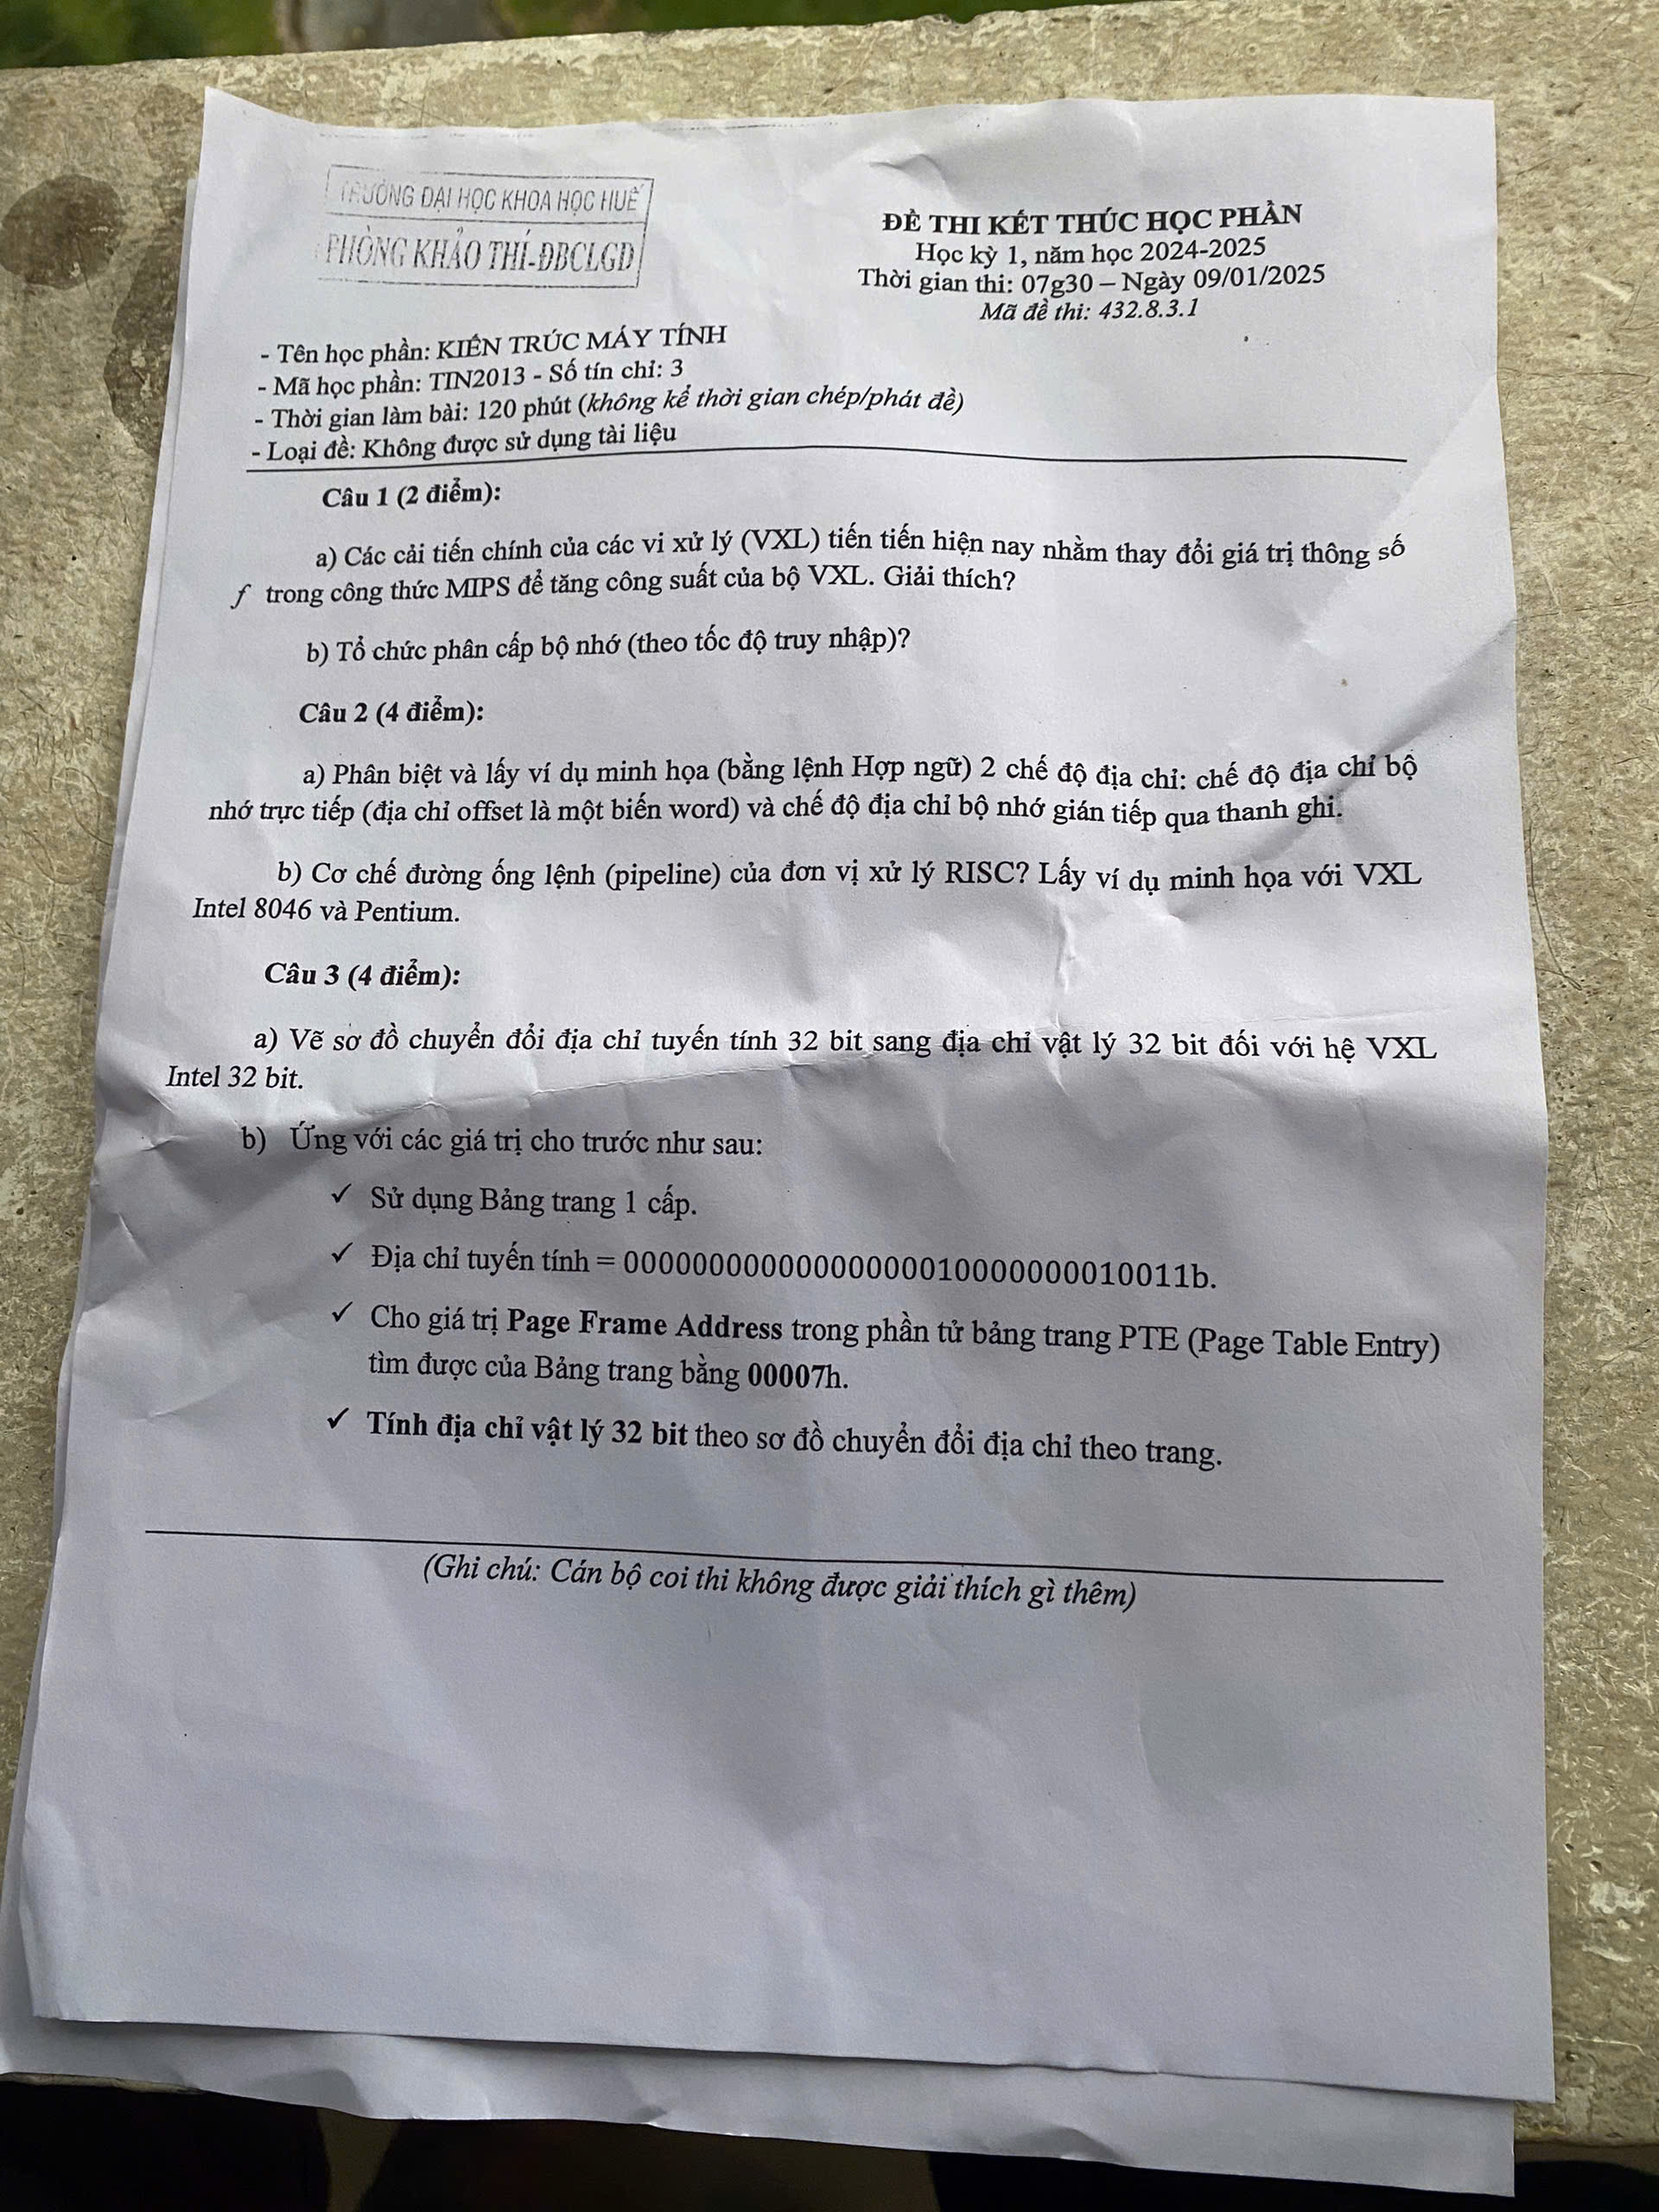 TRƯỜNG ĐẠI HỌC KHOA HỌC HUẾ
PHÒNG KHẢO THÍ-ĐBCLGD
ĐỀ THI KẾT THÚC HỌC PHẦN
Học kỳ 1, năm học 2024-2025
Thời gian thi: 07g30 – Ngày 09/01/2025
Mã đề thi: 432.8.3.1
- Tên học phần: KIẾN TRÚC MÁY TÍNH
- Mã học phần: TIN2013 - Số tín chỉ: 3
- Thời gian làm bài: 120 phút (không kể thời gian chép/phát đề)
- Loại đề: Không được sử dụng tài liệu
Câu 1 (2 điểm):
a) Các cải tiến chính của các vi xử lý (VXL) tiến tiến hiện nay nhằm thay đổi giá trị thông số
f trong công thức MIPS để tăng công suất của bộ VXL. Giải thích?
b) Tổ chức phân cấp bộ nhớ (theo tốc độ truy nhập)?
Câu 2 (4 điểm):
a) Phân biệt và lấy ví dụ minh họa (bằng lệnh Hợp ngữ) 2 chế độ địa chỉ: chế độ địa chỉ bộ
nhớ trực tiếp (địa chỉ offset là một biến word) và chế độ địa chỉ bộ nhớ gián tiếp qua thanh ghi.
b) Cơ chế đường ống lệnh (pipeline) của đơn vị xử lý RISC? Lấy ví dụ minh họa với VXL
Intel 8046 và Pentium.
Câu 3 (4 điểm):
a) Vẽ sơ đồ chuyển đổi địa chỉ tuyến tính 32 bit sang địa chỉ vật lý 32 bit đối với hệ VXL
Intel 32 bit.
b) Ứng với các giá trị cho trước như sau:
✓ Sử dụng Bảng trang 1 cấp.
✓ Địa chỉ tuyến tính = 00000000000000000010000000010011b.
✓ Cho giá trị Page Frame Address trong phần tử bảng trang PTE (Page Table Entry)
tìm được của Bảng trang bằng 00007h.
✓ Tính địa chỉ vật lý 32 bit theo sơ đồ chuyển đổi địa chỉ theo trang.
(Ghi chú: Cán bộ coi thi không được giải thích gì thêm)